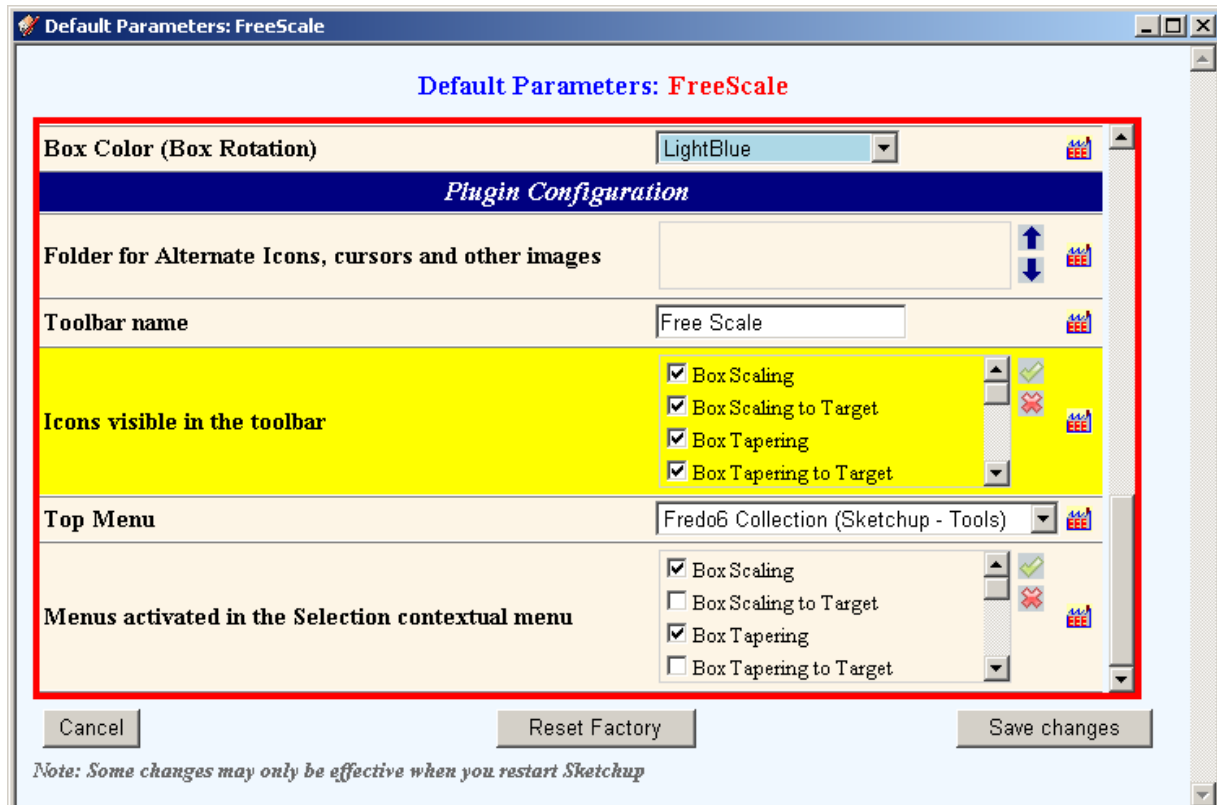 Default Parameters: FreeScale
Default Parameters: FreeScale
Box Color (Box Rotation)
LightBlue
Plugin Configuration
Folder for Alternate Icons, cursors and other images
Toolbar name
Free Scale
Icons visible in the toolbar
Box Scaling
Box Scaling to Target
Box Tapering
Box Tapering to Target
Top Menu
Fredo6 Collection (Sketchup - Tools)
Menus activated in the Selection contextual menu
Box Scaling
Box Scaling to Target
Box Tapering
Box Tapering to Target
Cancel
Reset Factory
Save changes
Note: Some changes may only be effective when you restart Sketchup